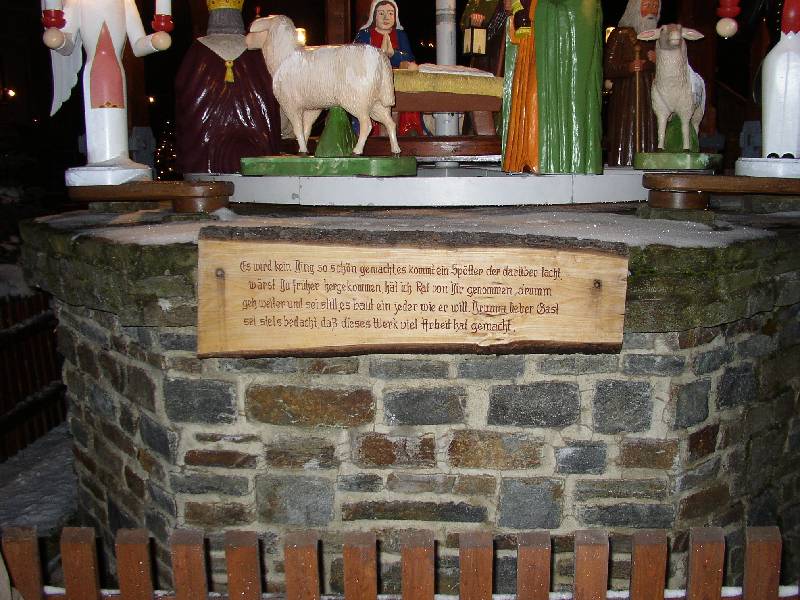 Es wird kein Ding so schön gemacht, es kommt ein Spötter der darüber lacht,
wärst Du früher hergekommen, hät ich Rat von Dir genommen, drumm
geh weiter und sei still, es baut ein jeder wie er will. Drumm lieber Gast
sei stets bedacht daß dieses Werk viel Arbeit hat gemacht.